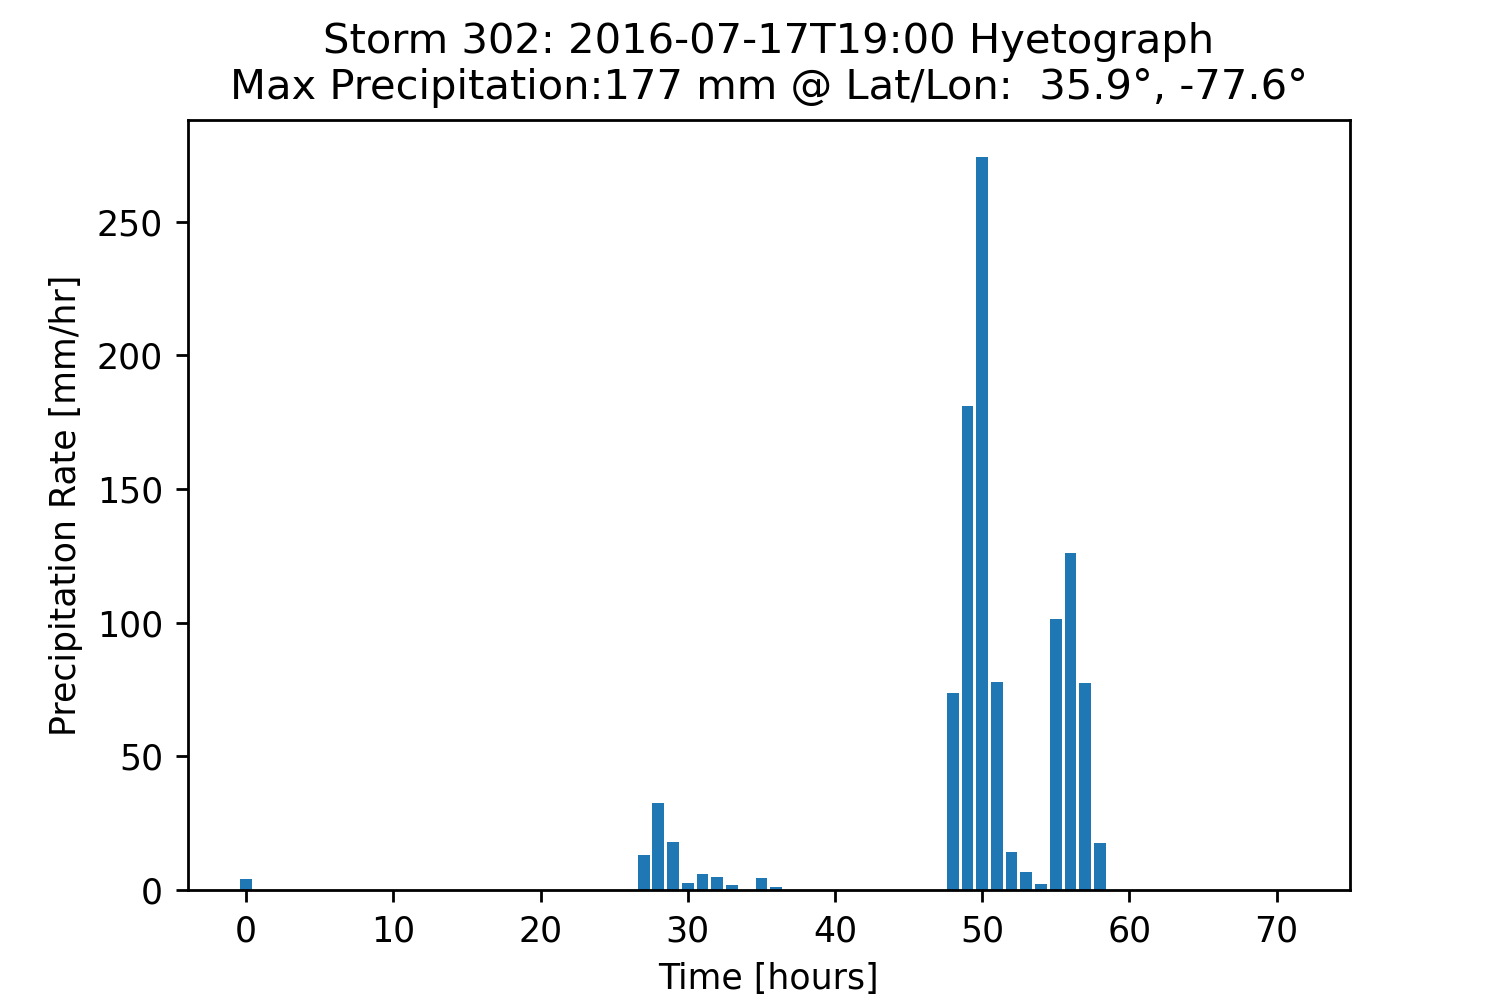 Storm 302: 2016-07-17T19:00 Hyetograph
Max Precipitation:177 mm @ Lat/Lon:  35.9°, -77.6°
Precipitation Rate [mm/hr]
250
200
150
100
50
0
0 10 20 30 40 50 60 70
Time [hours]